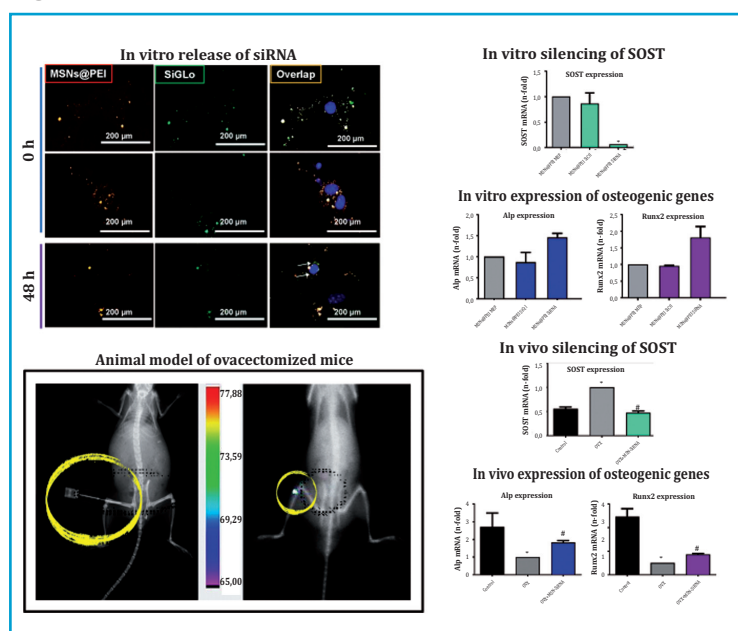 In vitro release of siRNA
MSNs@PEI
SiGLo
Overlap
0 h
200 µm
200 µm
200 µm
200 µm
200 µm
200 µm
48 h
200 µm
200 µm
200 µm
Animal model of ovacectomized mice
77,88
73,59
69,29
65,00
In vitro silencing of SOST
SOST expression
SOST mRNA (n-fold)
1,5
1,0
0,5
0,0
*
In vitro expression of osteogenic genes
Alp expression
Alp mRNA (n-fold)
2,0
1,5
1,0
0,5
0,0
Runx2 expression
Runx2 mRNA (n-fold)
2,5
2,0
1,5
1,0
0,5
0,0
In vivo silencing of SOST
SOST expression
SOST mRNA (n-fold)
1,5
1,0
0,5
0,0
*
#
Control
OVX
In vivo expression of osteogenic genes
Alp expression
Alp mRNA (n-fold)
4
3
2
1
0
*
#
Control
OVX
Runx2 expression
Runx2 mRNA (n-fold)
*
#
Control
OVX